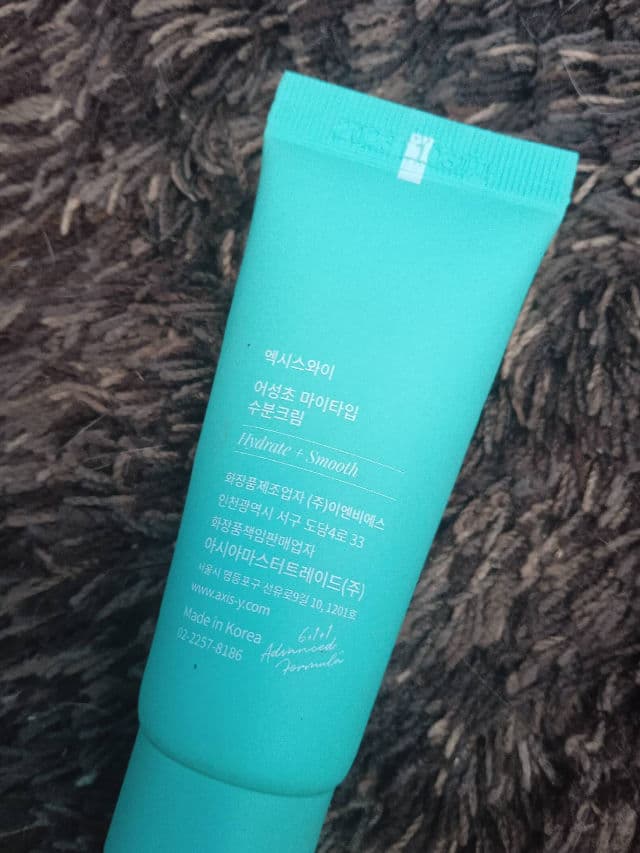 엑시스와이
어성초 마이타입
수분크림
Hydrate + Smooth
화장품제조업자 (주)이엔비에스
인천광역시 서구 도담4로 33
화장품책임판매업자
아시아마스터트레이드(주)
서울시 영등포구 선유로9길 10, 1201호
www.axis-y.com
Made in Korea
02-2257-8186
6+1+1
Advanced
Formula